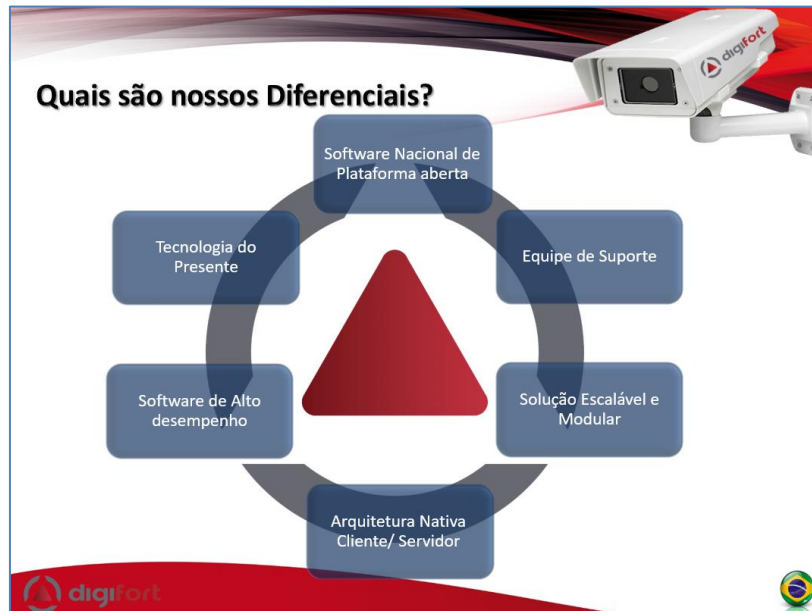 digifort
Quais são nossos Diferenciais?
Software Nacional de
Plataforma aberta
Tecnologia do
Presente
Equipe de Suporte
Software de Alto
desempenho
Solução Escalável e
Modular
Arquitetura Nativa
Cliente/ Servidor
digifort